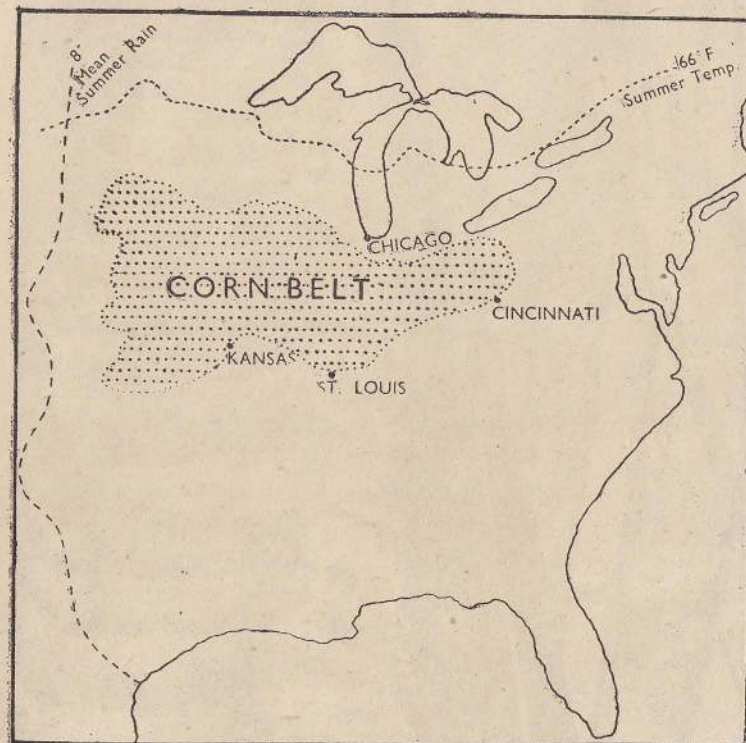 8"
Mean
Summer Rain
66° F
Summer Temp.
CHICAGO
CORN BELT
CINCINNATI
KANSAS
ST. LOUIS